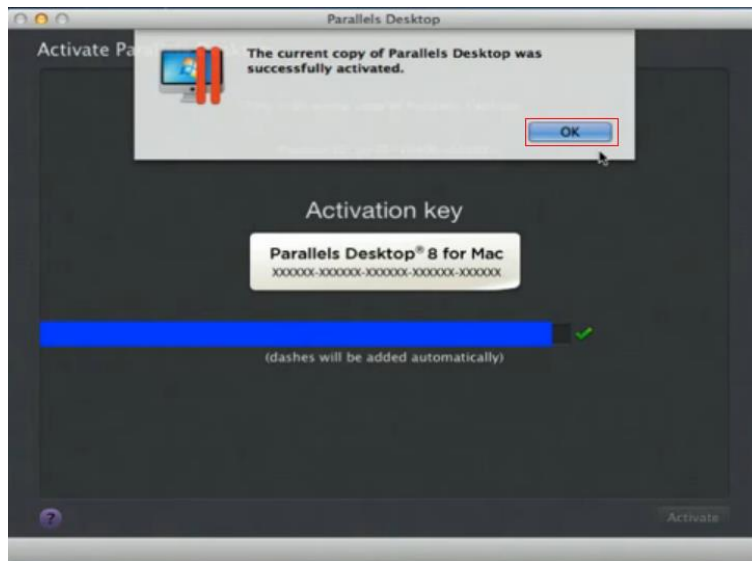 Parallels Desktop
Activate Pa
The current copy of Parallels Desktop was
successfully activated.
OK
Activation key
Parallels Desktop® 8 for Mac
XXXXXX-XXXXXX-XXXXXX-XXXXXX-XXXXXX
(dashes will be added automatically)
?
Activate